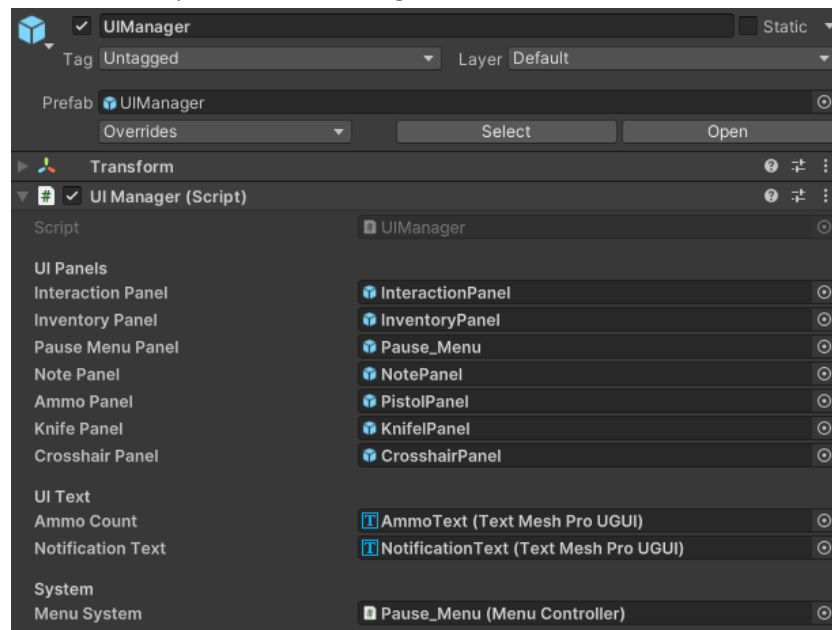 UIManager Static
Tag Untagged Layer Default
Prefab UIManager
Overrides Select Open
Transform
# UI Manager (Script)
Script # UIManager
UI Panels
Interaction Panel InteractionPanel
Inventory Panel InventoryPanel
Pause Menu Panel Pause_Menu
Note Panel NotePanel
Ammo Panel PistolPanel
Knife Panel KnifelPanel
Crosshair Panel CrosshairPanel
UI Text
Ammo Count AmmoText (Text Mesh Pro UGUI)
Notification Text NotificationText (Text Mesh Pro UGUI)
System
Menu System # Pause_Menu (Menu Controller)